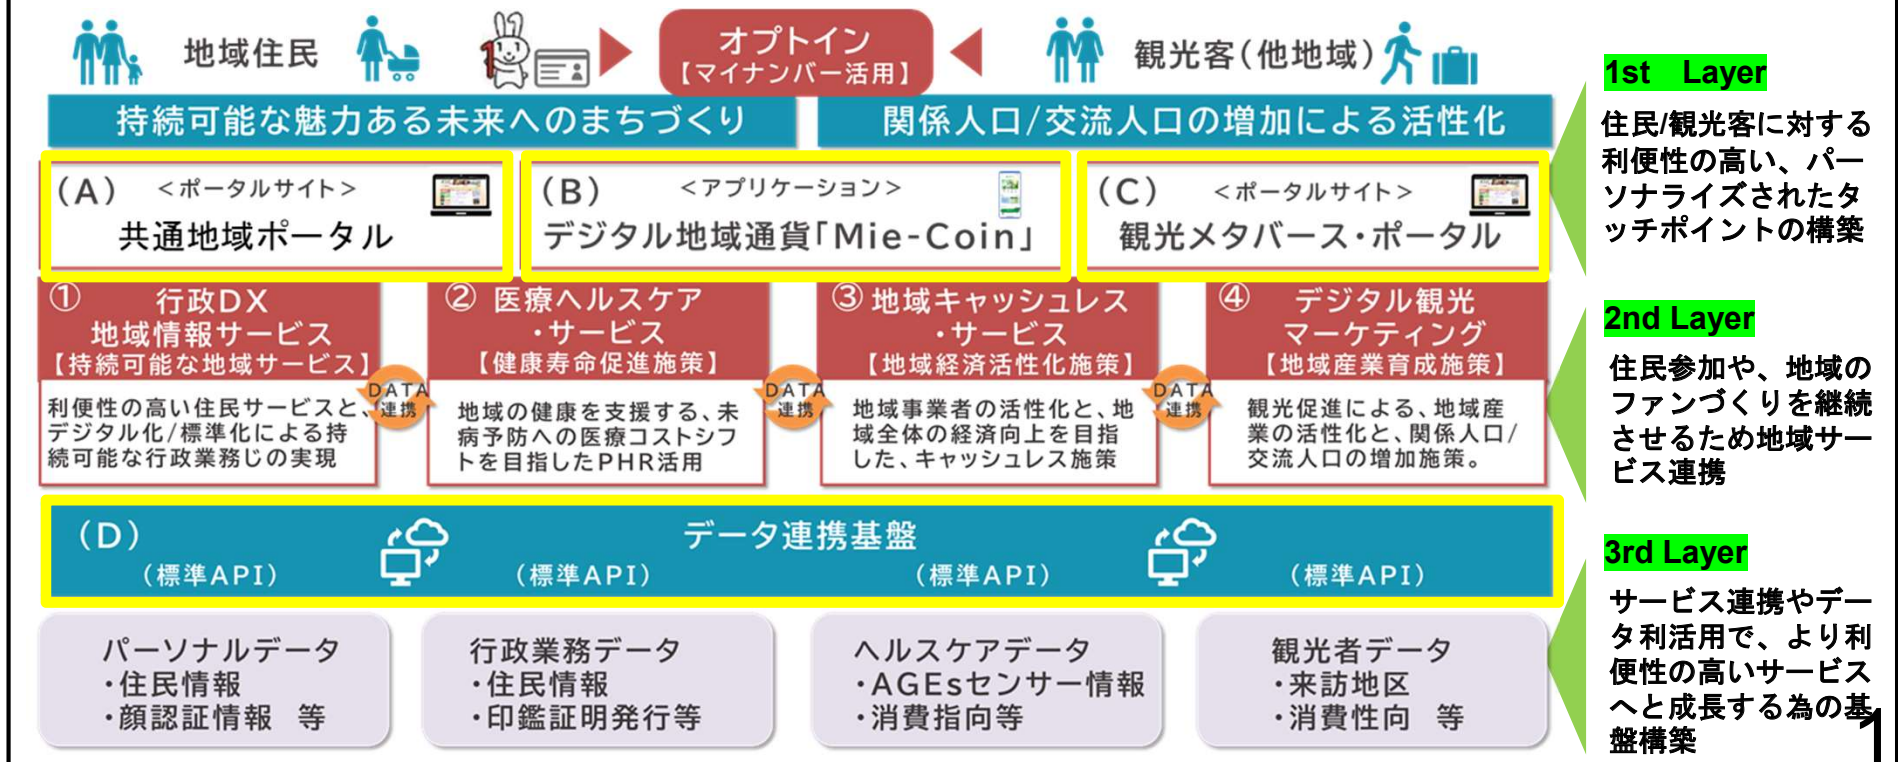 地域住民
オプトイン
【マイナンバー活用】
観光客(他地域)
持続可能な魅力ある未来へのまちづくり
関係人口/交流人口の増加による活性化
(A) <ポータルサイト>
共通地域ポータル
(B) <アプリケーション>
デジタル地域通貨「Mie-Coin」
(C) <ポータルサイト>
観光メタバース・ポータル
1st Layer
住民/観光客に対する
利便性の高い、パー
ソナライズされたタ
ッチポイントの構築
① 行政DX
地域情報サービス
【持続可能な地域サービス】
利便性の高い住民サービスと、
デジタル化/標準化による持
続可能な行政業務じの実現
DATA
連携
② 医療ヘルスケア
・サービス
【健康寿命促進施策】
地域の健康を支援する、未
病予防への医療コストシフ
トを目指したPHR活用
DATA
連携
③ 地域キャッシュレス
・サービス
【地域経済活性化施策】
地域事業者の活性化と、地
域全体の経済向上を目指
した、キャッシュレス施策
DATA
連携
④ デジタル観光
マーケティング
【地域産業育成施策】
観光促進による、地域産
業の活性化と、関係人口/
交流人口の増加施策。
2nd Layer
住民参加や、地域の
ファンづくりを継続
させるため地域サー
ビス連携
(D) データ連携基盤
(標準API) (標準API) (標準API) (標準API)
パーソナルデータ
・住民情報
・顔認証情報 等
行政業務データ
・住民情報
・印鑑証明発行等
ヘルスケアデータ
・AGEsセンサー情報
・消費指向等
観光者データ
・来訪地区
・消費性向 等
3rd Layer
サービス連携やデー
タ利活用で、より利
便性の高いサービス
へと成長する為の基
盤構築
1